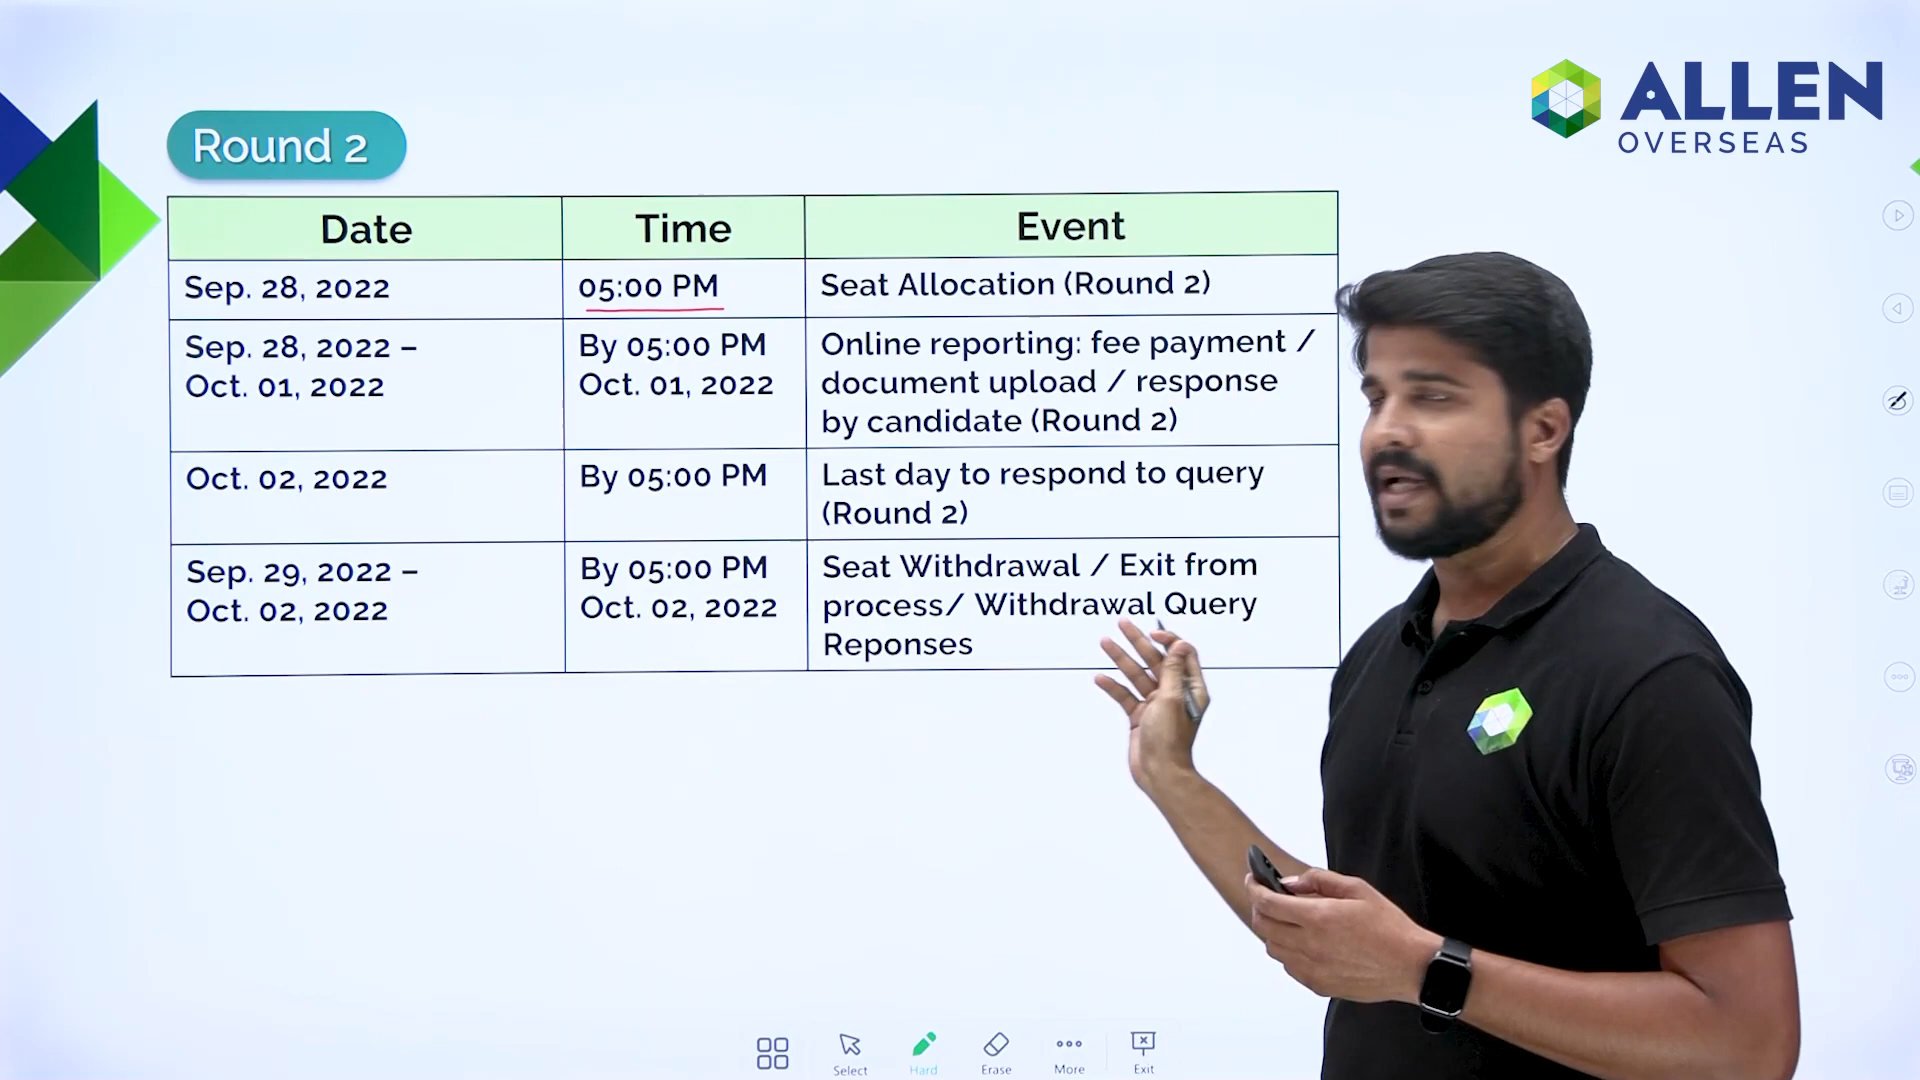 ALLEN
OVERSEAS
Round 2
Date
Time
Event
Sep. 28, 2022
05:00 PM
Seat Allocation (Round 2)
Sep. 28, 2022 –
Oct. 01, 2022
By 05:00 PM
Oct. 01, 2022
Online reporting: fee payment /
document upload / response
by candidate (Round 2)
Oct. 02, 2022
By 05:00 PM
Last day to respond to query
(Round 2)
Sep. 29, 2022 –
Oct. 02, 2022
By 05:00 PM
Oct. 02, 2022
Seat Withdrawal / Exit from
process/ Withdrawal Query
Reponses
Select
Hard
Erase
More
Exit